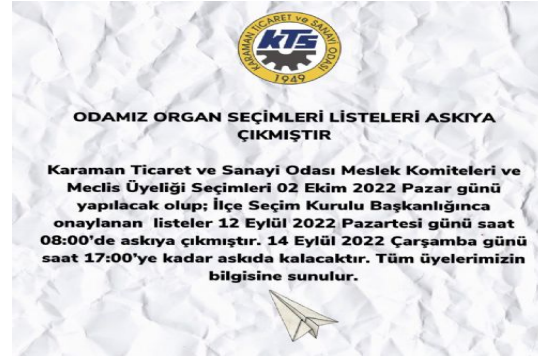 KARAMAN TİCARET ve SANAYİ ODASI
KTS
1949
ODAMIZ ORGAN SEÇİMLERİ LİSTELERİ ASKIYA
ÇIKMIŞTIR
Karaman Ticaret ve Sanayi Odası Meslek Komiteleri ve
Meclis Üyeliği Seçimleri 02 Ekim 2022 Pazar günü
yapılacak olup; İlçe Seçim Kurulu Başkanlığınca
onaylanan listeler 12 Eylül 2022 Pazartesi günü saat
08:00'de askıya çıkmıştır. 14 Eylül 2022 Çarşamba günü
saat 17:00'ye kadar askıda kalacaktır. Tüm üyelerimizin
bilgisine sunulur.